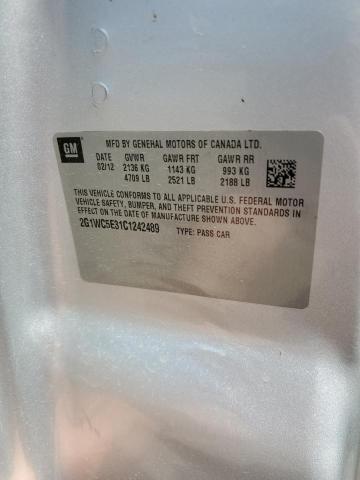 GM
MFD BY GENERAL MOTORS OF CANADA LTD.
DATE GVWR GAWR FRT GAWR RR
02/12 2136 KG 1143 KG 993 KG
4709 LB 2521 LB 2188 LB
THIS VEHICLE CONFORMS TO ALL APPLICABLE U.S. FEDERAL MOTOR
VEHICLE SAFETY, BUMPER, AND THEFT PREVENTION STANDARDS IN
EFFECT ON THE DATE OF MANUFACTURE SHOWN ABOVE.
2G1WC5E31C1242489 TYPE: PASS CAR